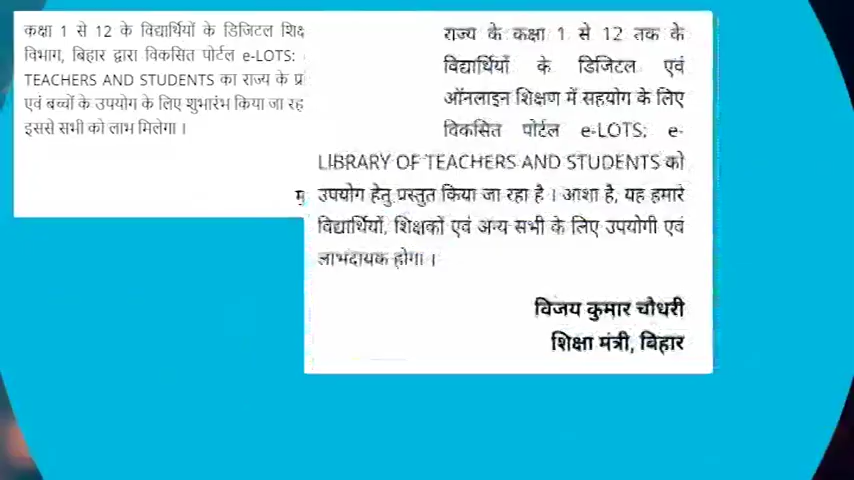 कक्षा 1 से 12 के विद्यार्थियों के डिजिटल
विभाग, बिहार द्वारा विकसित पोर्टल e-LOTS:
TEACHERS AND STUDENTS का राज्य के
एवं बच्चों के उपयोग के लिए शुभारंभ किया जा
इससे सभी को लाभ मिलेगा ।
राज्य के कक्षा 1 से 12 तक के
विद्यार्थियों के डिजिटल एवं
ऑनलाइन शिक्षण में सहयोग के लिए
विकसित पोर्टल e-LOTS: e-
LIBRARY OF TEACHERS AND STUDENTS को
उपयोग हेतु प्रस्तुत किया जा रहा है । आशा है, यह हमारे
विद्यार्थियों, शिक्षकों एवं अन्य सभी के लिए उपयोगी एवं
लाभदायक होगा ।
विजय कुमार चौधरी
शिक्षा मंत्री, बिहार